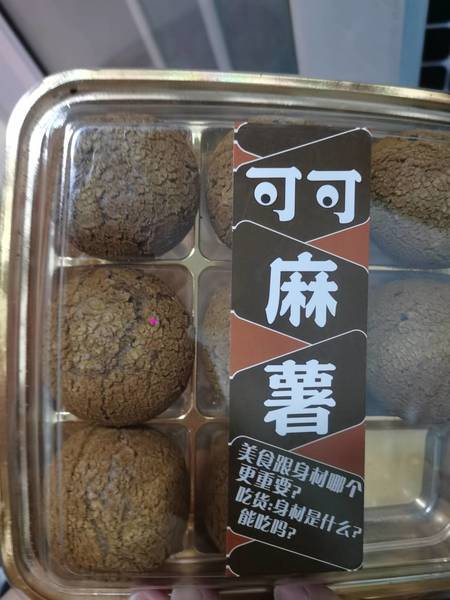 可可
麻
薯
美食跟身材哪个
更重要?
吃货:身材是什么?
能吃吗?